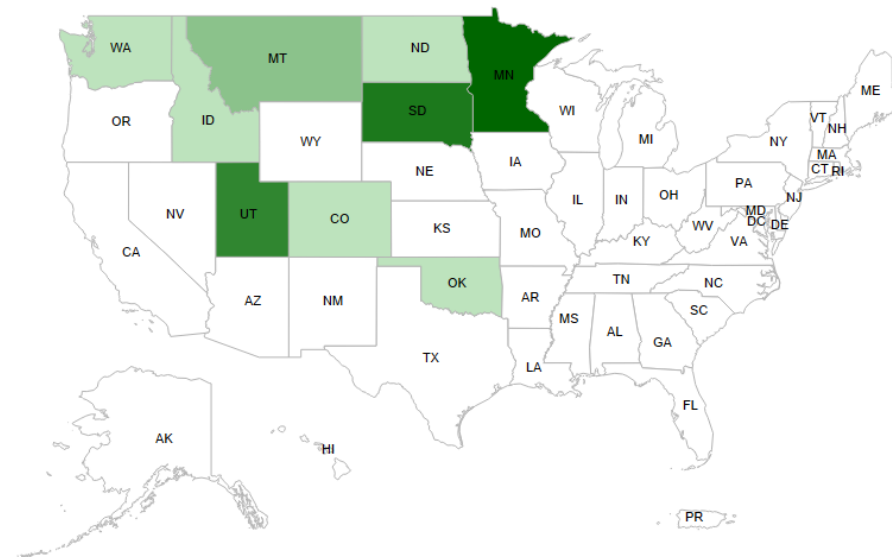 WA
MT
ND
MN
ME
SD
WI
VT
NH
OR
ID
WY
MI
NY
MA
CT
RI
IA
NE
PA
NJ
OH
IL
IN
MD
DC
DE
NV
UT
CO
KS
MO
WV
VA
KY
CA
TN
NC
OK
AR
AZ
NM
SC
MS
AL
GA
TX
LA
FL
AK
HI
PR